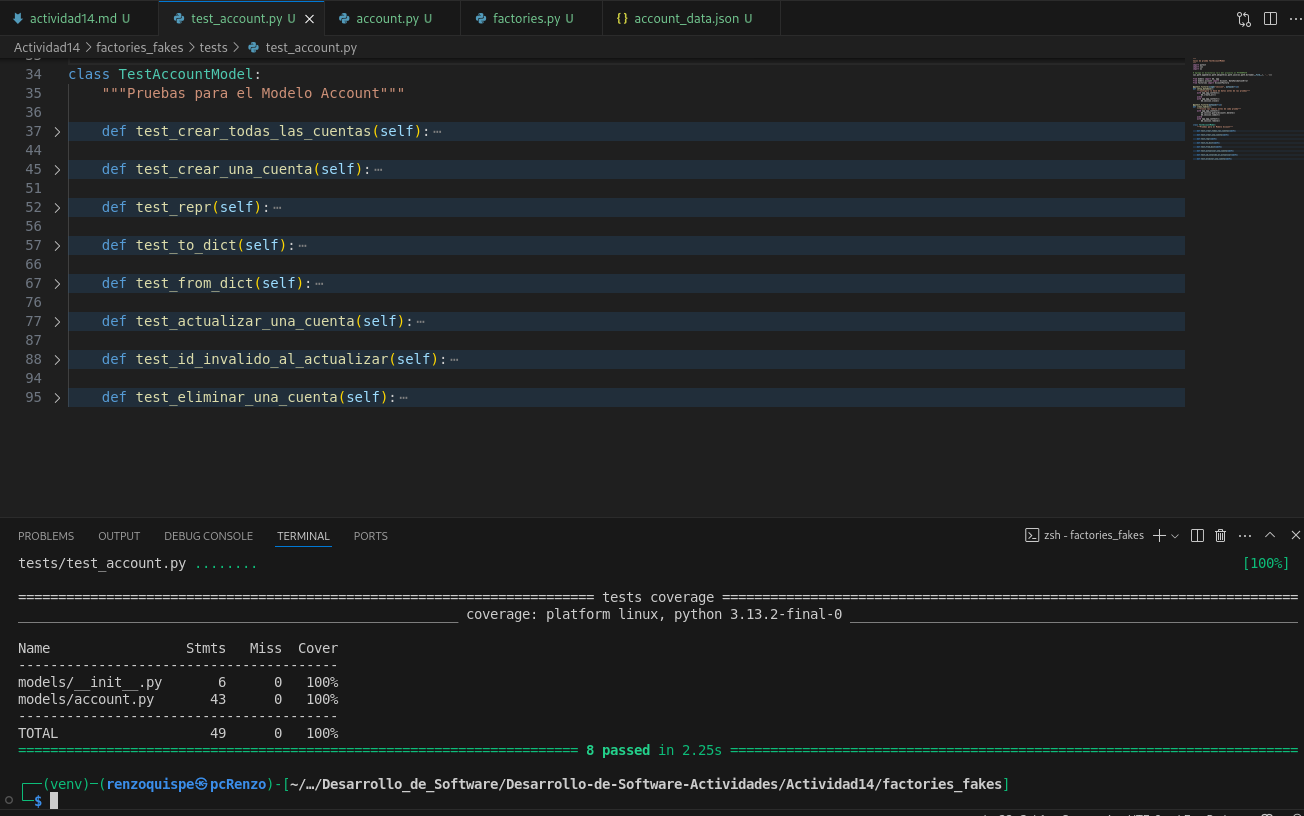 actividad14.md U test_account.py U account.py U factories.py U {} account_data.json U
Actividad14 > factories_fakes > tests > test_account.py
34 class TestAccountModel:
35 """Pruebas para el Modelo Account"""
36
37 def test_crear_todas_las_cuentas(self):…
44
45 def test_crear_una_cuenta(self):…
51
52 def test_repr(self):…
56
57 def test_to_dict(self):…
66
67 def test_from_dict(self):…
76
77 def test_actualizar_una_cuenta(self):…
87
88 def test_id_invalido_al_actualizar(self):…
94
95 def test_eliminar_una_cuenta(self):…
PROBLEMS OUTPUT DEBUG CONSOLE TERMINAL PORTS zsh - factories_fakes
tests/test_account.py ........ [100%]
======================================================================== tests coverage ========================================================================
_______________________________________________________ coverage: platform linux, python 3.13.2-final-0 ________________________________________________________
Name Stmts Miss Cover
----------------------------------------
models/__init__.py 6 0 100%
models/account.py 43 0 100%
----------------------------------------
TOTAL 49 0 100%
====================================================================== 8 passed in 2.25s =======================================================================
┌──(venv)─(renzoquispe㉿pcRenzo)-[~/…/Desarrollo_de_Software/Desarrollo-de-Software-Actividades/Actividad14/factories_fakes]
└─$